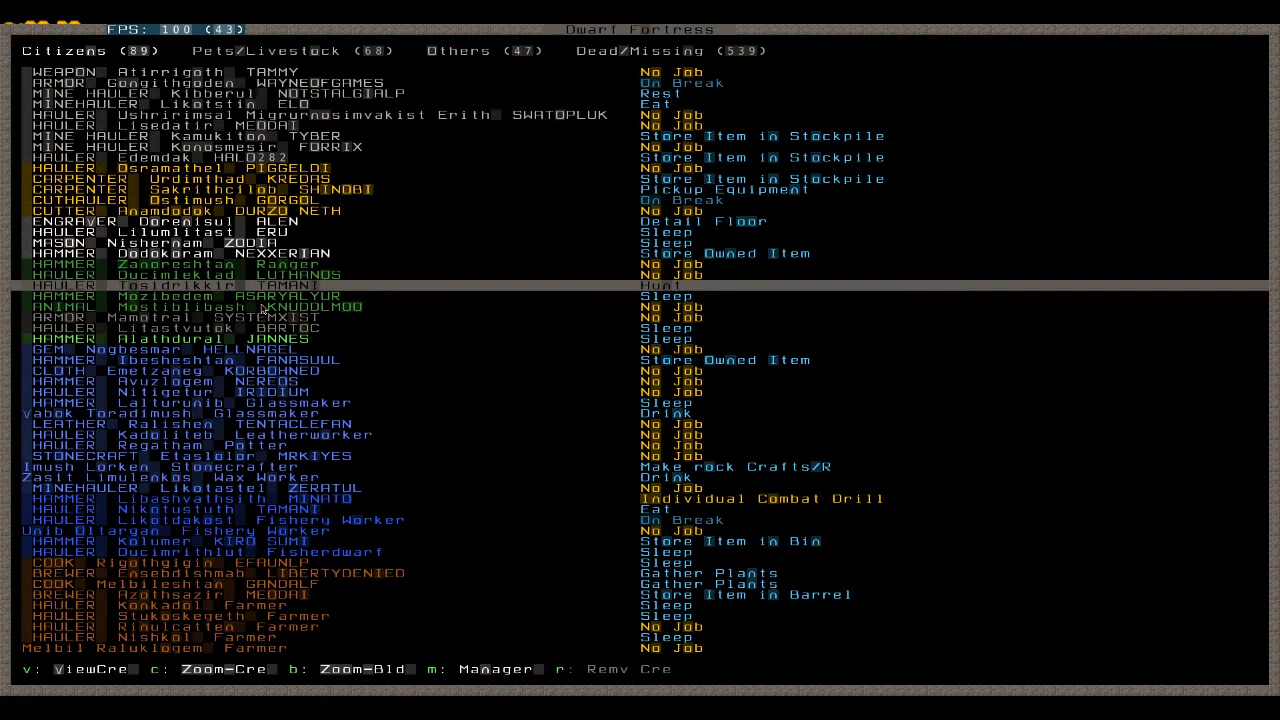 FPS: 100 (43) Dwarf Fortress
Citizens (89) Pets/Livestock (68) Others (47) Dead/Missing (539)
WEAPON Atirrigoth TAMMY No Job
ARMOR Gongithgoden WAYNEOFGAMES On Break
MINE HAULER Kibberul NOTSTALGIALP Rest
MINEHAULER Likotstin ELO Eat
HAULER Ushririmsal Migrurnosimvakist Erith SWATOPLUK No Job
HAULER Lisedatir MEODAI No Job
MINE HAULER Kamukiton TYBER Store Item in Stockpile
MINE HAULER Konosmesir FORRIX No Job
HAULER Edemdak HALO282 Store Item in Stockpile
HAULER Osramathel PIGGELDI No Job
CARPENTER Urdimthad KREDAS Store Item in Stockpile
CARPENTER Sakrithcilob SHINOBI Pickup Equipment
CUTHAULER Ostimush GORGOL On Break
CUTTER Anamdodok DURZO NETH No Job
ENGRAVER Dorenisul ALEN Detail Floor
HAULER Lilumlitast ERU Sleep
MASON Nishernam ZODIA Sleep
HAMMER Dodokoram NEXXERIAN Store Owned Item
HAMMER Zanoreshtan Ranger No Job
HAULER Ducimlektad LUTHANOS No Job
HAULER Tosidrikkir TAMANI Hunt
HAMMER Mozibedem ASARYALYUR Sleep
ANIMAL Mostiblibash KNUDDLMOO No Job
ARMOR Mamotral SYSTEMXIST No Job
HAULER Litastvutok BARTOC Sleep
HAMMER Alathdural JANNES Sleep
GEM Nogbesmar HELLNAGEL No Job
HAMMER Ibesheshtan FANASUUL Store Owned Item
CLOTH Emetzaneg KORBOHNED No Job
HAMMER Avuzlogem NEREOS No Job
HAULER Nitigetur IRIDIUM No Job
HAMMER Lalturunib Glassmaker Sleep
Vabok Toradimush Glassmaker Drink
LEATHER Ralishen TENTACLEFAN No Job
HAULER Kadoliteb Leatherworker No Job
HAULER Regatham Potter No Job
STONECRAFT Etaslolor MRKIYES No Job
Imush Lorken Stonecrafter Make rock Crafts/R
Zasit Limulenkos Wax Worker Drink
MINEHAULER Likotastel ZERATUL No Job
HAMMER Libashvathsith MINATO Individual Combat Drill
HAULER Nikotustuth TAMANI Eat
HAULER Likotdakost Fishery Worker On Break
Unib Oltargan Fishery Worker No Job
HAMMER Kolumer KIRO SUMI Store Item in Bin
HAULER Ducimrithlut Fisherdwarf Sleep
COOK Rigothgigin EFAUNLP Sleep
BREWER Ensebdishmab LIBERTYDENIED Gather Plants
COOK Melbileshtan GANDALF Gather Plants
BREWER Azothsazir MEODAI Store Item in Barrel
HAULER Konkadol Farmer Sleep
HAULER Stukoskegeth Farmer Sleep
HAULER Rinulcatten Farmer No Job
HAULER Nishkol Farmer Sleep
Melbil Raluklogem Farmer No Job
v: ViewCre c: Zoom-Cre b: Zoom-Bld m: Manager r: Remv Cre